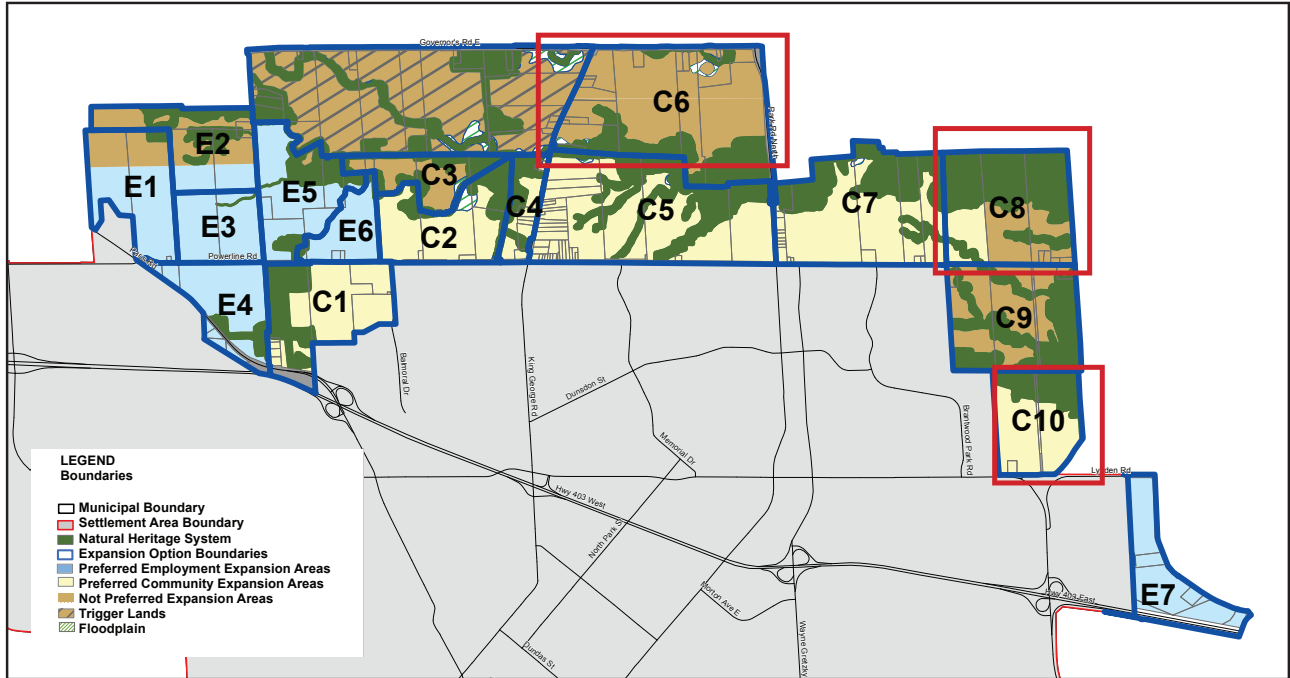 Governor's Rd E
C6
Park Rd North
E2
E1
E5
C3
C8
E3
E6
C2
C4
C5
C7
Powerline Rd
Paris Rd
E4
C1
C9
Balmoral Dr
King George Rd
Dunsdon St
C10
Brantwood Park Rd
Memorial Dr
Lynden Rd
Hwy 403 West
North Park St
Hwy 403 East
E7
Morton Ave E
Wayne Gretzky
Dundas St
LEGEND
Boundaries
Municipal Boundary
Settlement Area Boundary
Natural Heritage System
Expansion Option Boundaries
Preferred Employment Expansion Areas
Preferred Community Expansion Areas
Not Preferred Expansion Areas
Trigger Lands
Floodplain